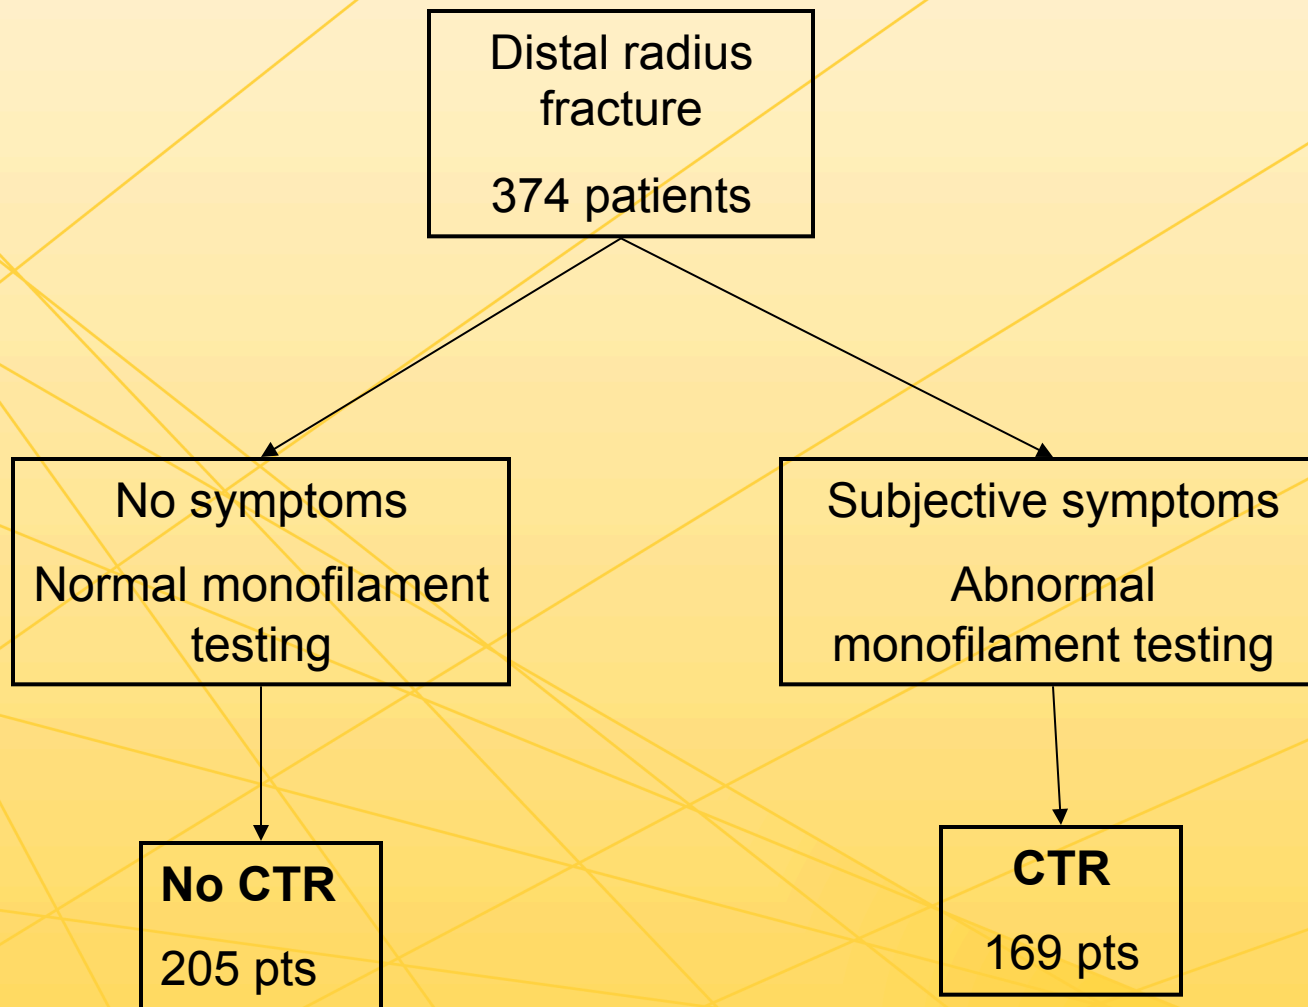 Distal radius
fracture
374 patients
No symptoms
Normal monofilament
testing
Subjective symptoms
Abnormal
monofilament testing
No CTR
205 pts
CTR
169 pts